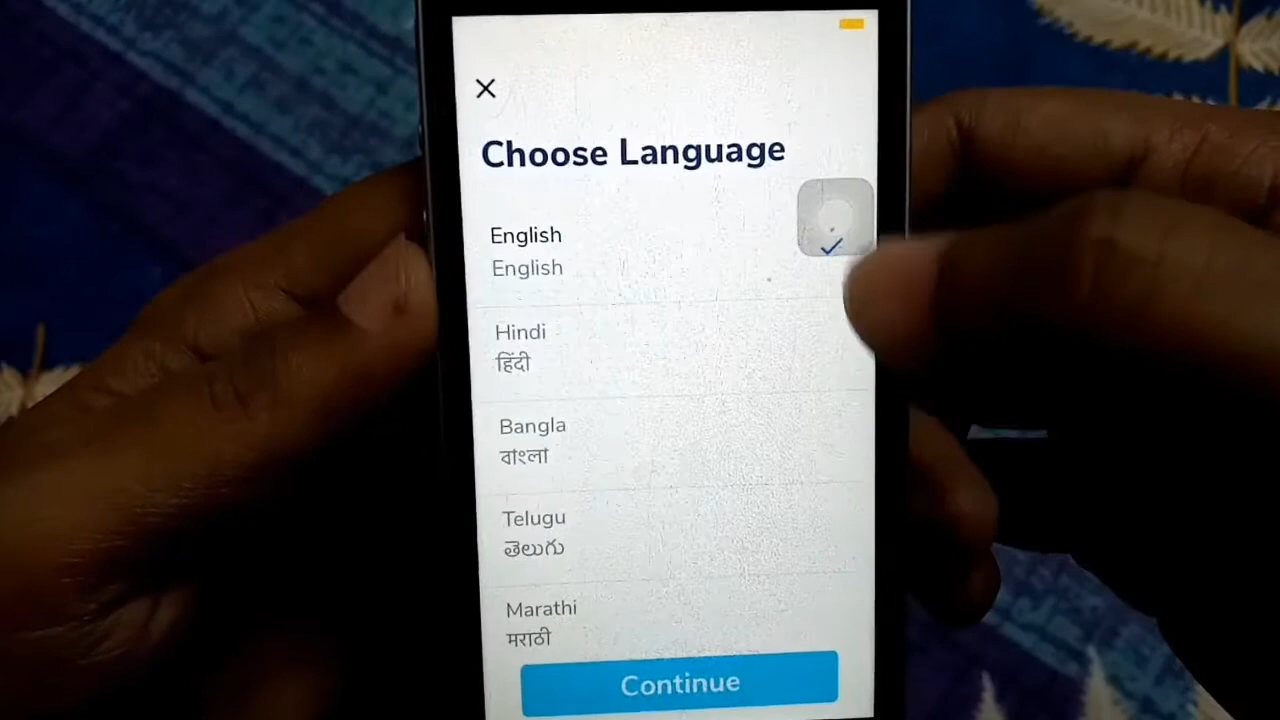 Choose Language
English
English
Hindi
हिंदी
Bangla
বাংলা
Telugu
తెలుగు
Marathi
मराठी
Continue